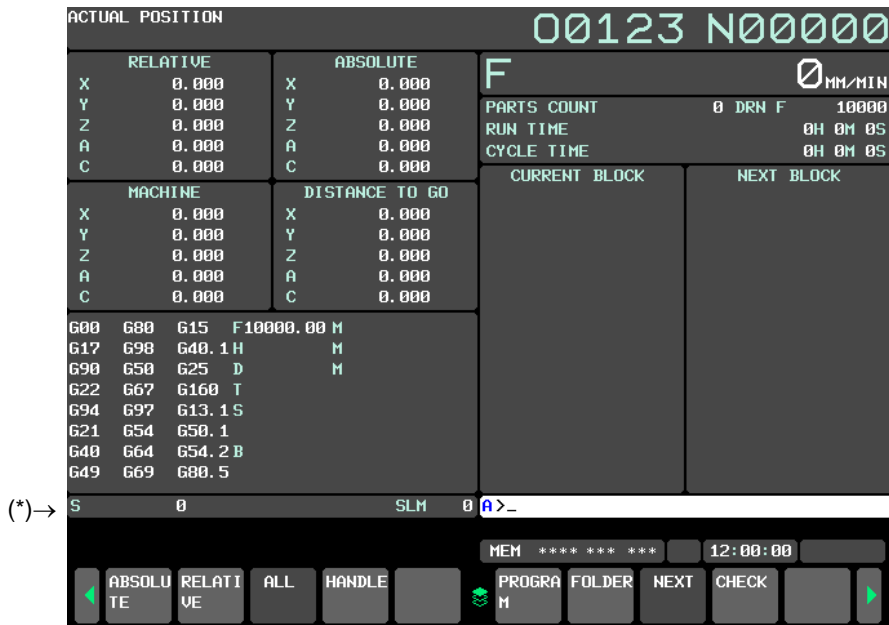 ACTUAL POSITION
O0123 N00000
RELATIVE
X 0.000
Y 0.000
Z 0.000
A 0.000
C 0.000
ABSOLUTE
X 0.000
Y 0.000
Z 0.000
A 0.000
C 0.000
F 0 MM/MIN
PARTS COUNT 0 DRN F 10000
RUN TIME 0H 0M 0S
CYCLE TIME 0H 0M 0S
MACHINE
X 0.000
Y 0.000
Z 0.000
A 0.000
C 0.000
DISTANCE TO GO
X 0.000
Y 0.000
Z 0.000
A 0.000
C 0.000
CURRENT BLOCK
NEXT BLOCK
G00 G80 G15 F10000.00 M
G17 G98 G40.1 H M
G90 G50 G25 D M
G22 G67 G160 T
G94 G97 G13.1 S
G21 G54 G50.1
G40 G64 G54.2 B
G49 G69 G80.5
(*)→
S 0 SLM 0
A>_
MEM **** *** ***
12:00:00
ABSOLU
TE
RELATI
VE
ALL
HANDLE
PROGRA
M
FOLDER
NEXT
CHECK